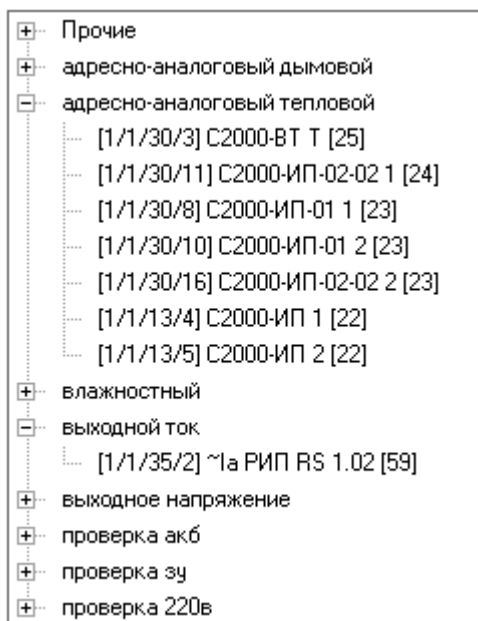 Прочие
адресно-аналоговый дымовой
адресно-аналоговый тепловой
[1/1/30/3] С2000-ВТ Т [25]
[1/1/30/11] С2000-ИП-02-02 1 [24]
[1/1/30/8] С2000-ИП-01 1 [23]
[1/1/30/10] С2000-ИП-01 2 [23]
[1/1/30/16] С2000-ИП-02-02 2 [23]
[1/1/13/4] С2000-ИП 1 [22]
[1/1/13/5] С2000-ИП 2 [22]
влажностный
выходной ток
[1/1/35/2] ~Ia РИП RS 1.02 [59]
выходное напряжение
проверка акб
проверка зу
проверка 220в